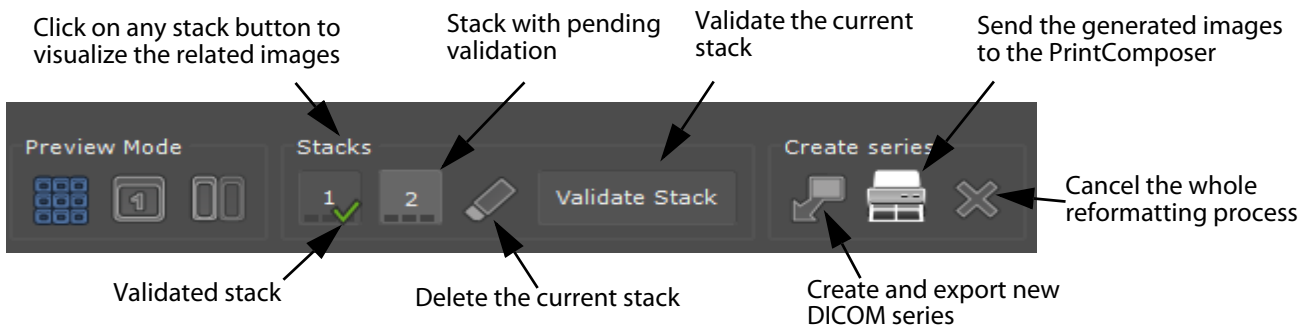 Click on any stack button to
visualize the related images
Stack with pending
validation
Validate the current
stack
Send the generated images
to the PrintComposer
Preview Mode
Stacks
Create series
1
1
2
Validate Stack
Cancel the whole
reformatting process
Validated stack
Delete the current stack
Create and export new
DICOM series